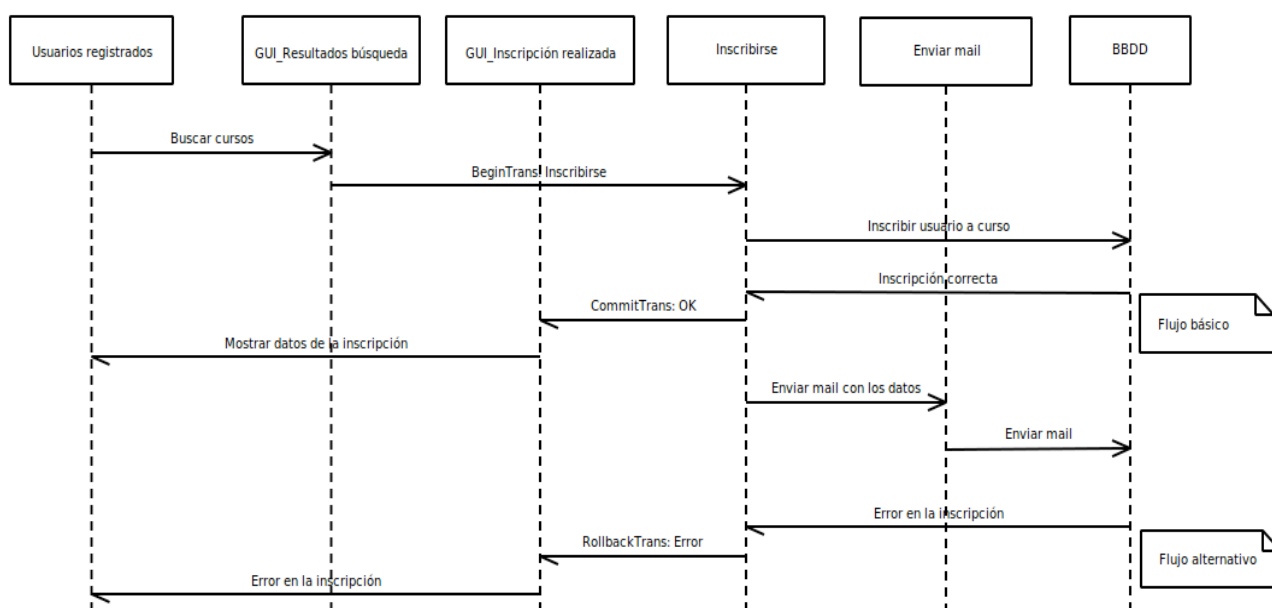 Usuarios registrados
GUI_Resultados búsqueda
GUI_Inscripción realizada
Inscribirse
Enviar mail
BBDD
Buscar cursos
BeginTrans: Inscribirse
Inscribir usuario a curso
Inscripción correcta
CommitTrans: OK
Flujo básico
Mostrar datos de la inscripción
Enviar mail con los datos
Enviar mail
Error en la inscripción
RollbackTrans: Error
Flujo alternativo
Error en la inscripción